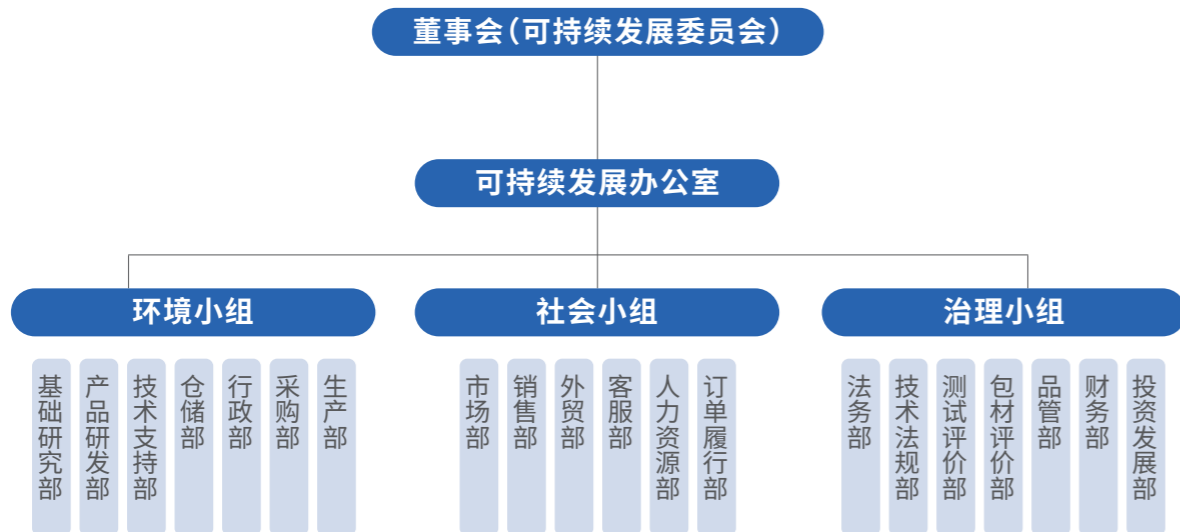 董事会(可持续发展委员会)
可持续发展办公室
环境小组
社会小组
治理小组
基础研究部
产品研发部
技术支持部
仓储部
行政部
采购部
生产部
市场部
销售部
外贸部
客服部
人力资源部
订单履行部
法务部
技术法规部
测试评价部
包材评价部
品管部
财务部
投资发展部